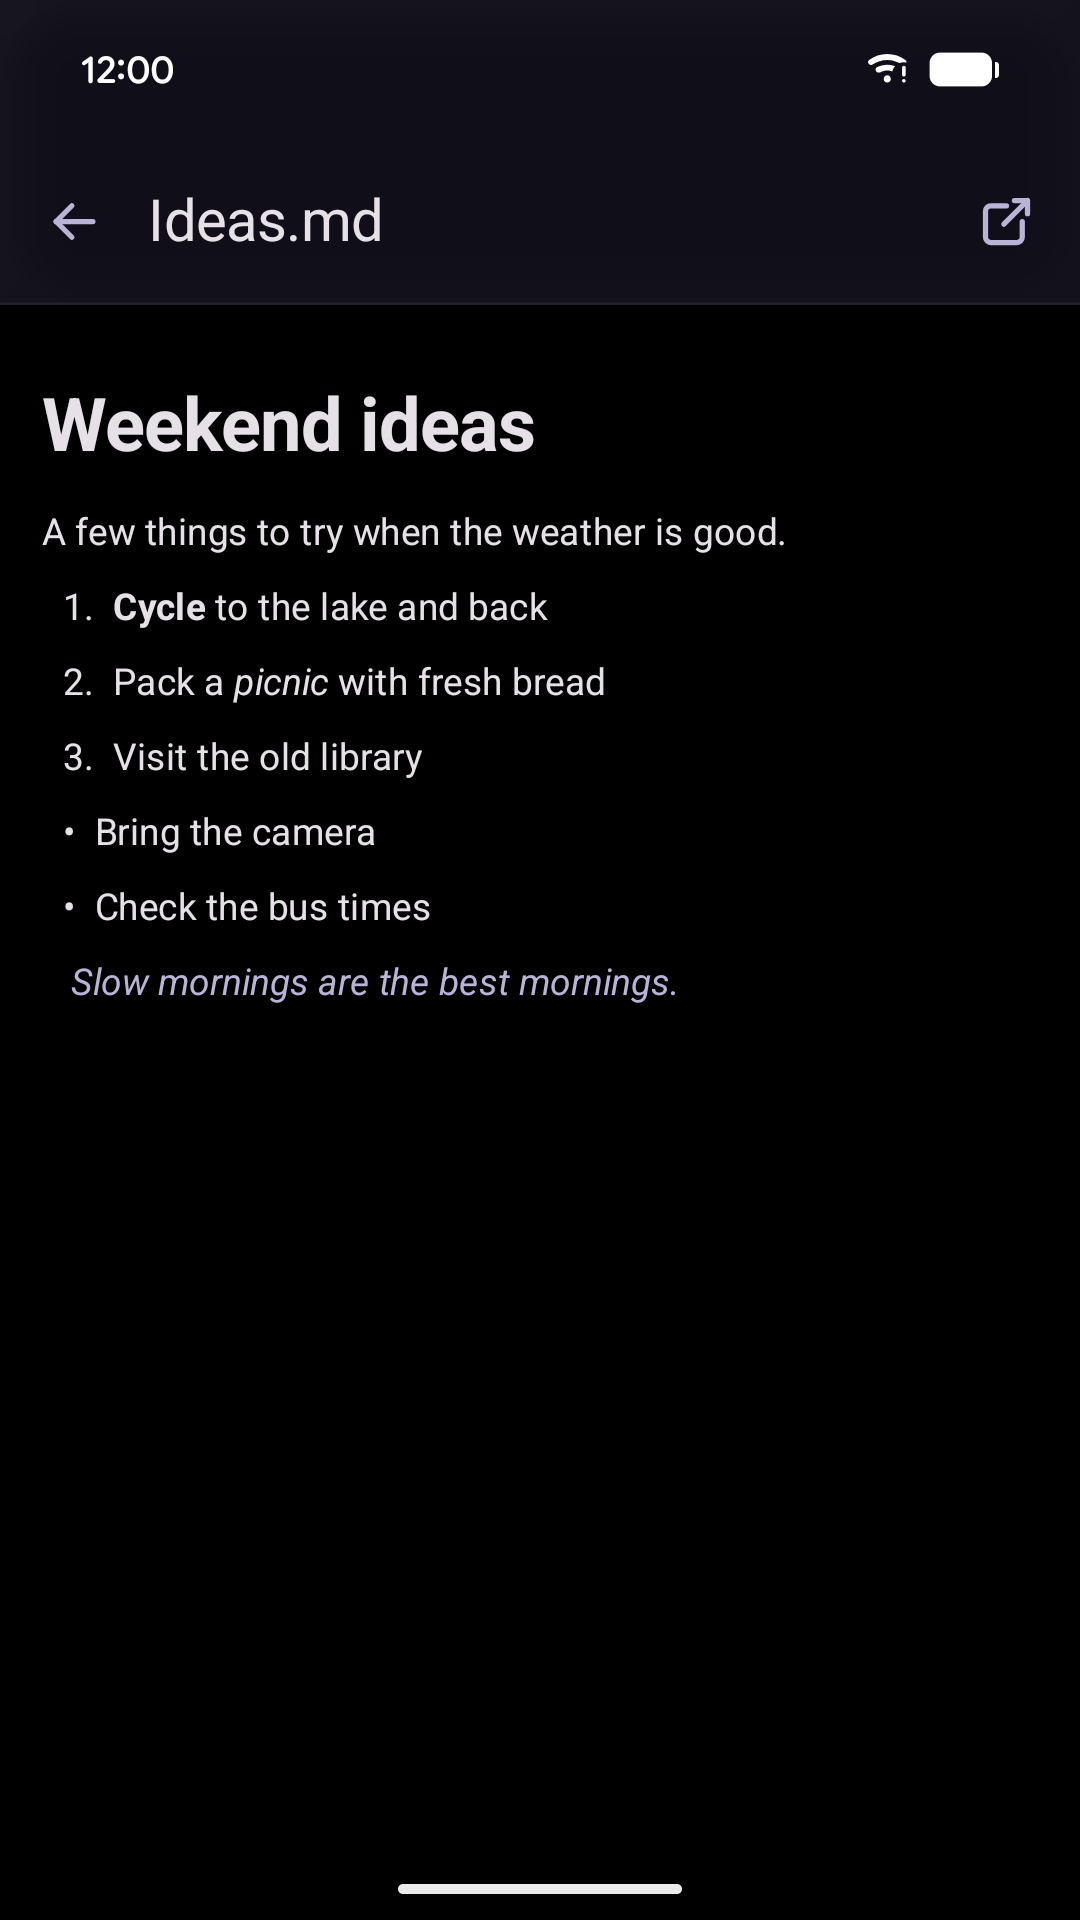 12:00
Ideas.md
Weekend ideas
A few things to try when the weather is good.
1. Cycle to the lake and back
2. Pack a picnic with fresh bread
3. Visit the old library
• Bring the camera
• Check the bus times
Slow mornings are the best mornings.